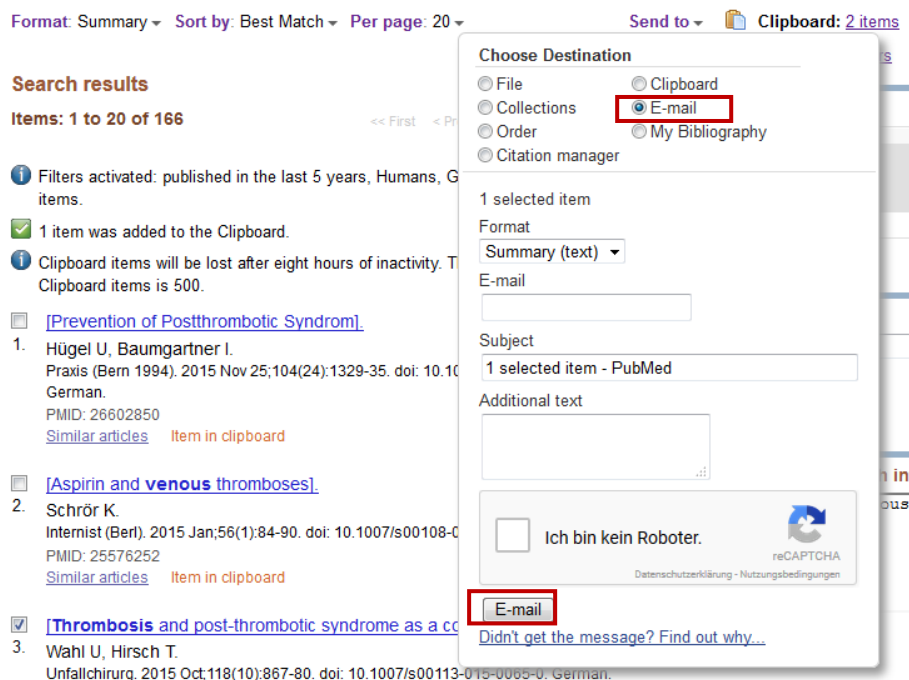 Format: Summary Sort by: Best Match Per page: 20 Send to Clipboard: 2 items
Search results
Items: 1 to 20 of 166
<< First < Pr
Filters activated: published in the last 5 years, Humans, G
items.
1 item was added to the Clipboard.
Clipboard items will be lost after eight hours of inactivity. T
Clipboard items is 500.
[Prevention of Postthrombotic Syndrom].
1. Hügel U, Baumgartner I.
Praxis (Bern 1994). 2015 Nov 25;104(24):1329-35. doi: 10.10
German.
PMID: 26602850
Similar articles Item in clipboard
[Aspirin and venous thromboses].
2. Schrör K.
Internist (Berl). 2015 Jan;56(1):84-90. doi: 10.1007/s00108-0
PMID: 25576252
Similar articles Item in clipboard
[Thrombosis and post-thrombotic syndrome as a co
3. Wahl U, Hirsch T.
Unfallchirurg. 2015 Oct;118(10):867-80. doi: 10.1007/s00113-015-0065-0. German.
Choose Destination
File Clipboard
Collections E-mail
Order My Bibliography
Citation manager
1 selected item
Format
Summary (text)
E-mail
Subject
1 selected item - PubMed
Additional text
Ich bin kein Roboter.
reCAPTCHA
Datenschutzerklärung - Nutzungsbedingungen
E-mail
Didn't get the message? Find out why...